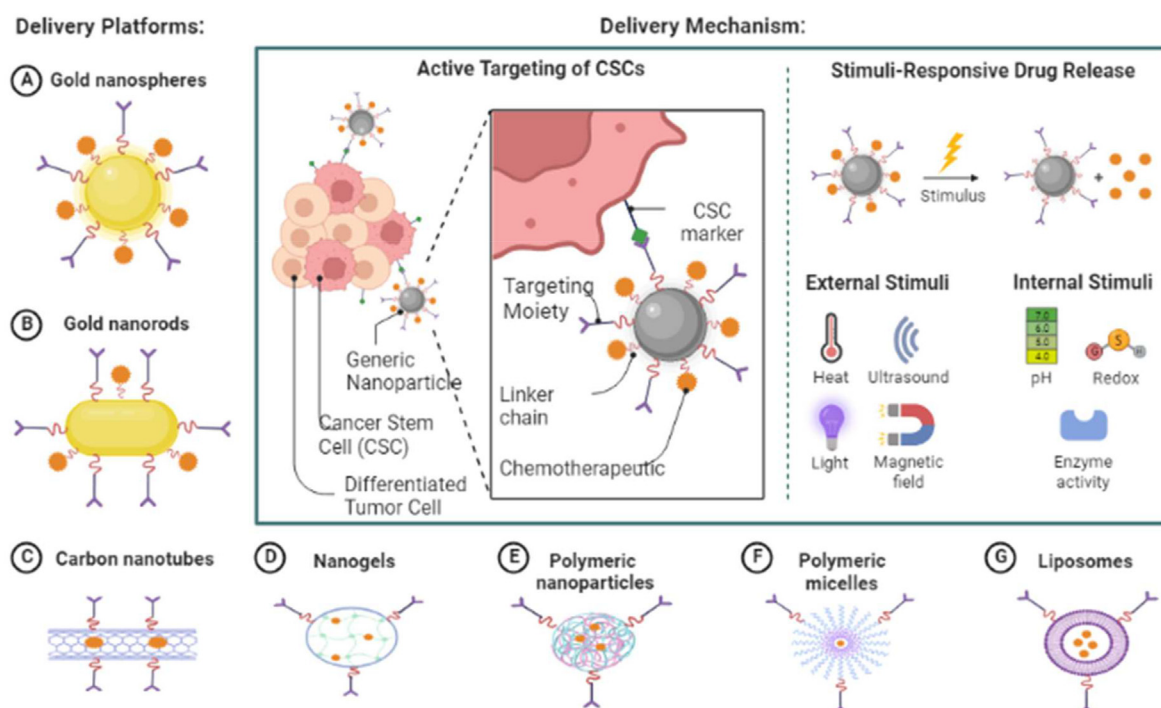 Delivery Platforms:
Delivery Mechanism:
A Gold nanospheres
B Gold nanorods
Active Targeting of CSCs
CSC
marker
Targeting
Moiety
Generic
Nanoparticle
Linker
chain
Cancer Stem
Cell (CSC)
Chemotherapeutic
Differentiated
Tumor Cell
Stimuli-Responsive Drug Release
Stimulus
+
External Stimuli
Heat
Ultrasound
Light
Magnetic
field
Internal Stimuli
7.0
6.0
5.0
4.0
pH
G S H
Redox
Enzyme
activity
C Carbon nanotubes
D Nanogels
E Polymeric
nanoparticles
F Polymeric
micelles
G Liposomes